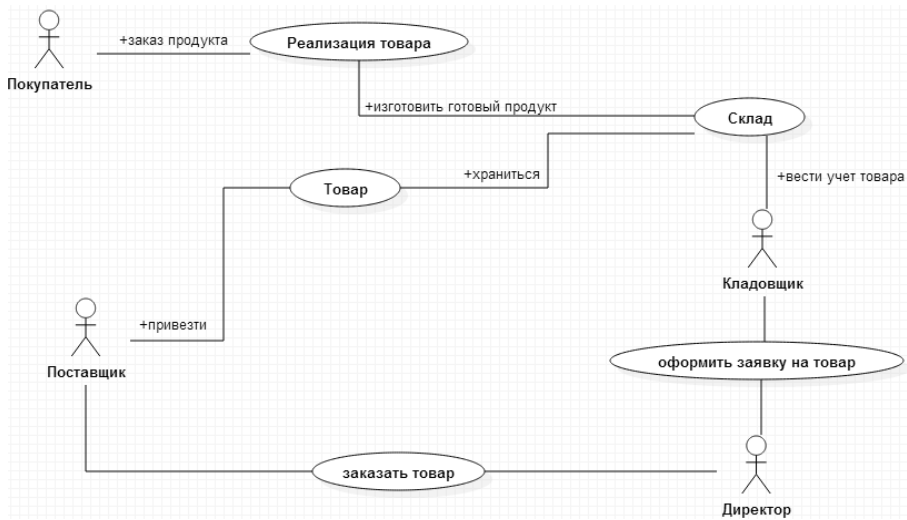 +заказ продукта
Реализация товара
Покупатель
+изготовить готовый продукт
Склад
+храниться
+вести учет товара
Товар
Кладовщик
+привезти
оформить заявку на товар
Поставщик
заказать товар
Директор